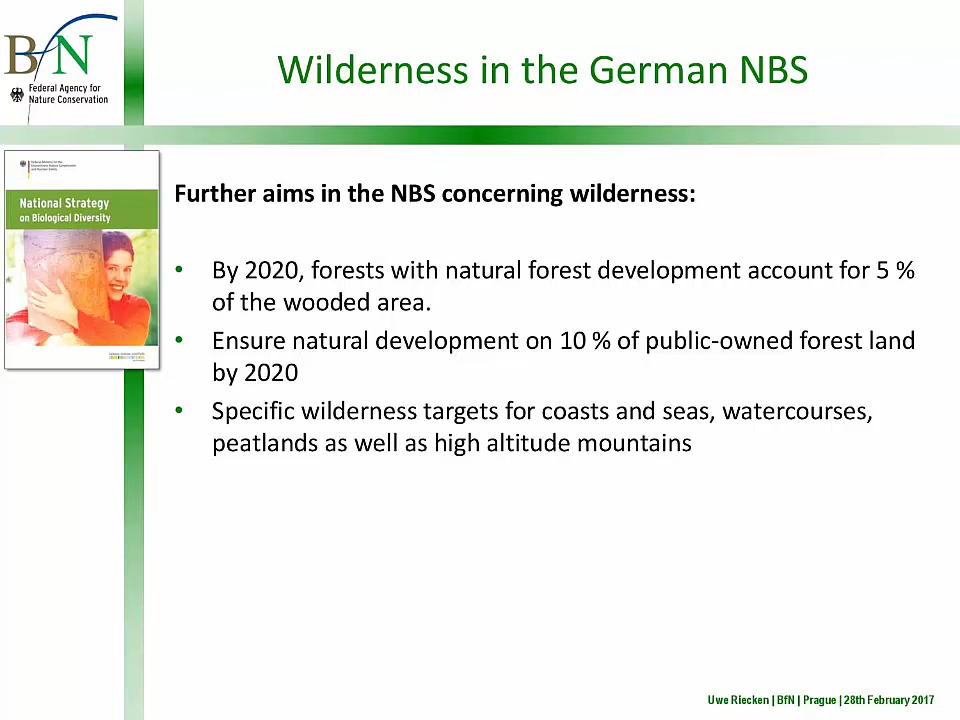 BfN
Federal Agency for
Nature Conservation
Wilderness in the German NBS
National Strategy
on Biological Diversity
Further aims in the NBS concerning wilderness:
• By 2020, forests with natural forest development account for 5 %
of the wooded area.
• Ensure natural development on 10 % of public-owned forest land
by 2020
• Specific wilderness targets for coasts and seas, watercourses,
peatlands as well as high altitude mountains
Uwe Riecken | BfN | Prague | 28th February 2017